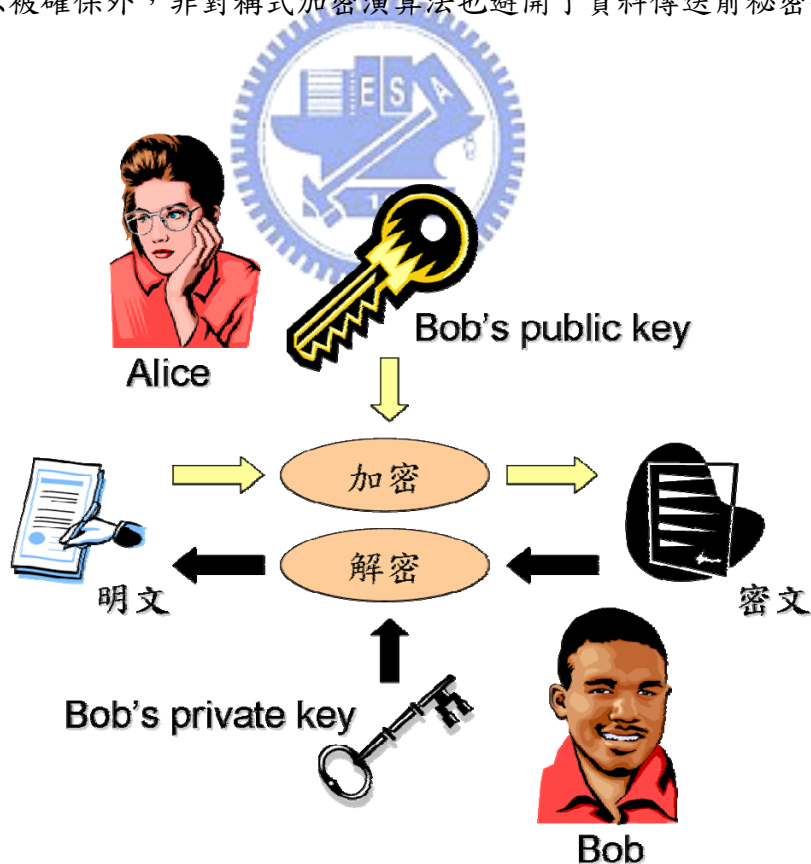 被確保外，非對稱式加密演算法也避開了資料傳送前秘密
E S A
Bob's public key
Alice
加密
解密
明文
密文
Bob's private key
Bob